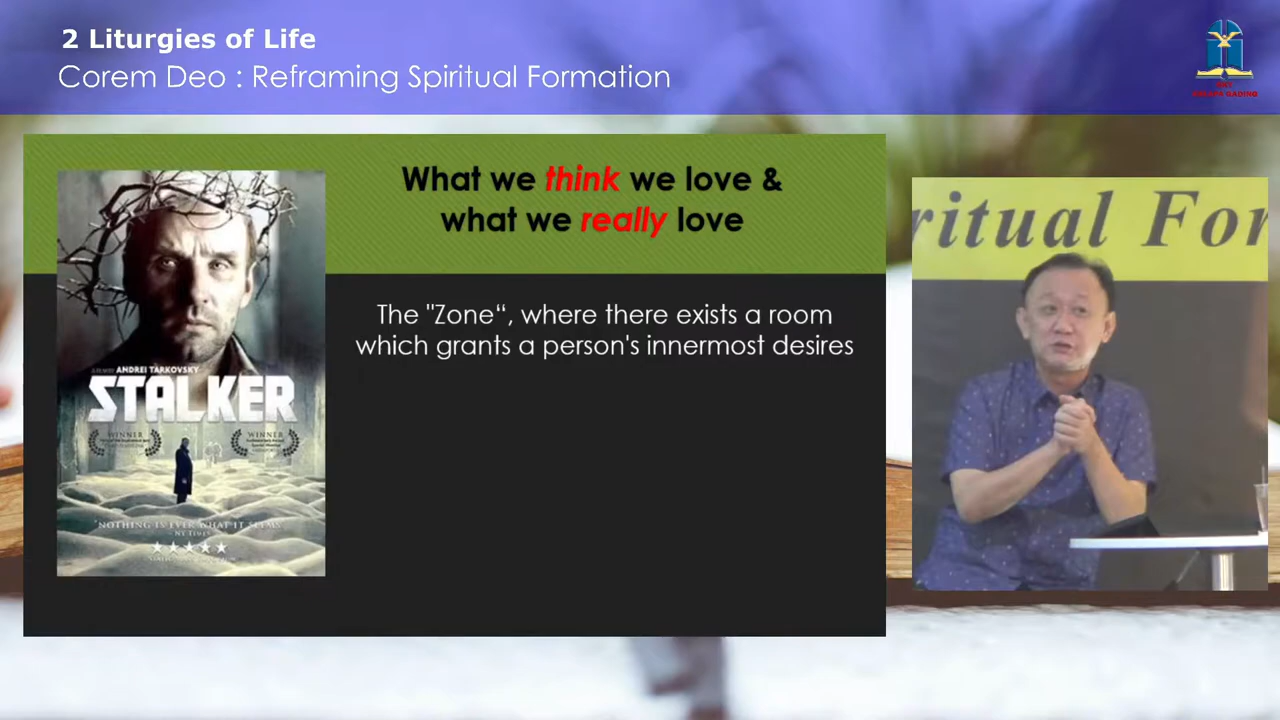 2 Liturgies of Life
Corem Deo : Reframing Spiritual Formation
What we think we love &
what we really love
The "Zone“, where there exists a room
which grants a person's innermost desires
ANDREI TARKOVSKY
STALKER
WINNER WINNER
"NOTHING IS EVER WHAT IT SEEMS"
NY TIMES
ritual For